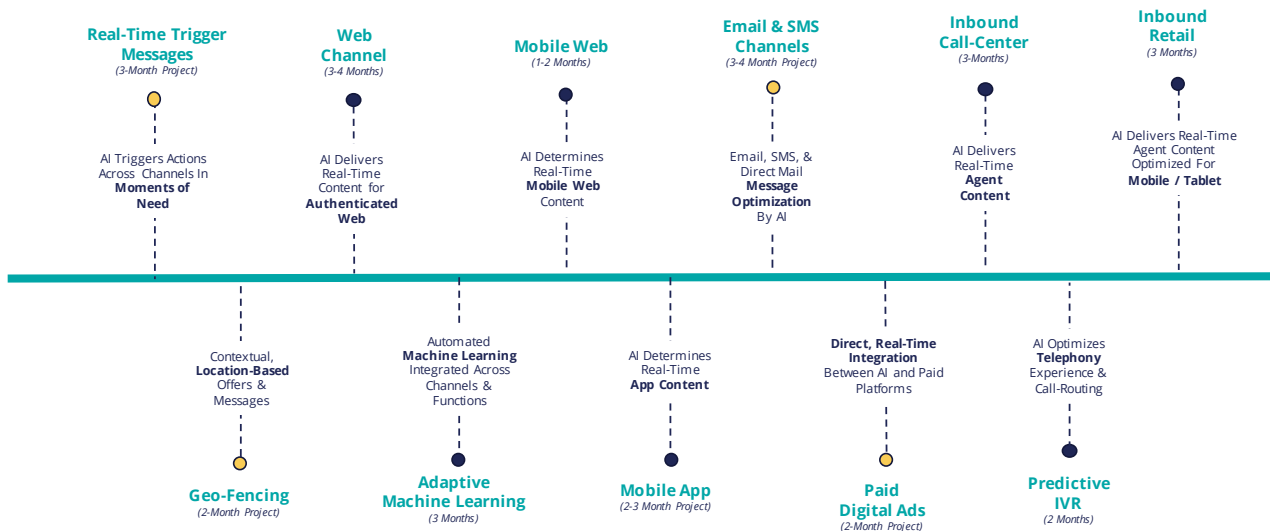 Real-Time Trigger
Messages
(3-Month Project)
AI Triggers Actions
Across Channels In
Moments of
Need
Web
Channel
(3-4 Months)
AI Delivers
Real-Time
Content for
Authenticated
Web
Mobile Web
(1-2 Months)
AI Determines
Real-Time
Mobile Web
Content
Email & SMS
Channels
(3-4 Month Project)
Email, SMS, &
Direct Mail
Message
Optimization
By AI
Inbound
Call-Center
(3-Months)
AI Delivers
Real-Time
Agent
Content
Inbound
Retail
(3 Months)
AI Delivers Real-Time
Agent Content
Optimized For
Mobile / Tablet
Contextual,
Location-Based
Offers &
Messages
Geo-Fencing
(2-Month Project)
Automated
Machine Learning
Integrated Across
Channels &
Functions
Adaptive
Machine Learning
(3 Months)
AI Determines
Real-Time
App Content
Mobile App
(2-3 Month Project)
Direct, Real-Time
Integration
Between AI and Paid
Platforms
Paid
Digital Ads
(2-Month Project)
AI Optimizes
Telephony
Experience &
Call-Routing
Predictive
IVR
(2 Months)